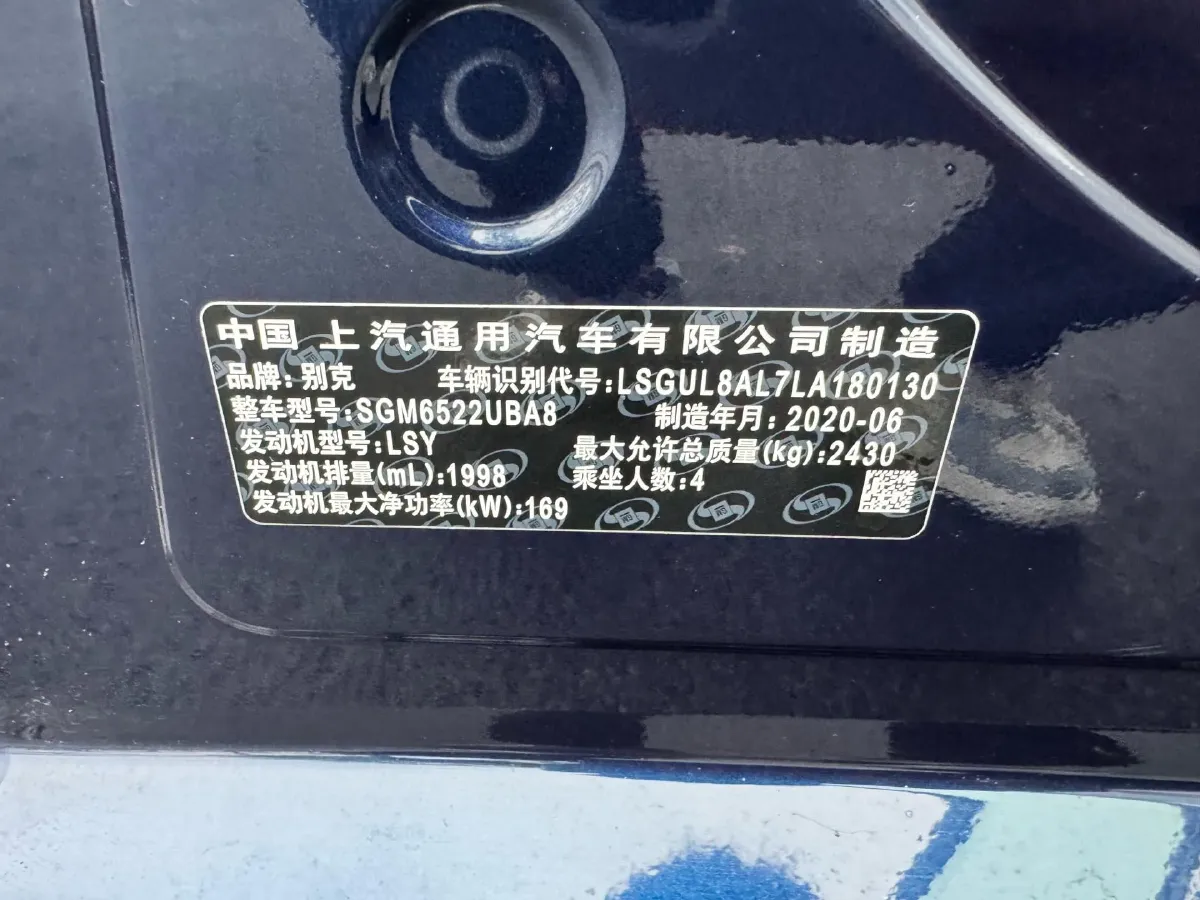 中国 上汽通用汽车有限公司制造
品牌: 别克 车辆识别代号:LSGUL8AL7LA180130
整车型号:SGM6522UBA8 制造年月: 2020-06
发动机型号:LSY 最大允许总质量(kg):2430
发动机排量(mL):1998 乘坐人数:4
发动机最大净功率(kW):169